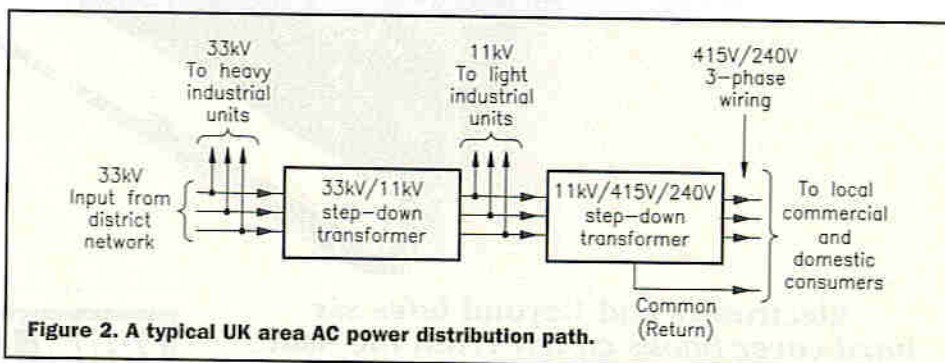 33kV
To heavy
industrial
units
11kV
To light
industrial
units
415V/240V
3-phase
wiring
33kV
Input from
district
network
33kV/11kV
step-down
transformer
11kV/415V/240V
step-down
transformer
To local
commercial
and
domestic
consumers
Common
(Return)
Figure 2. A typical UK area AC power distribution path.